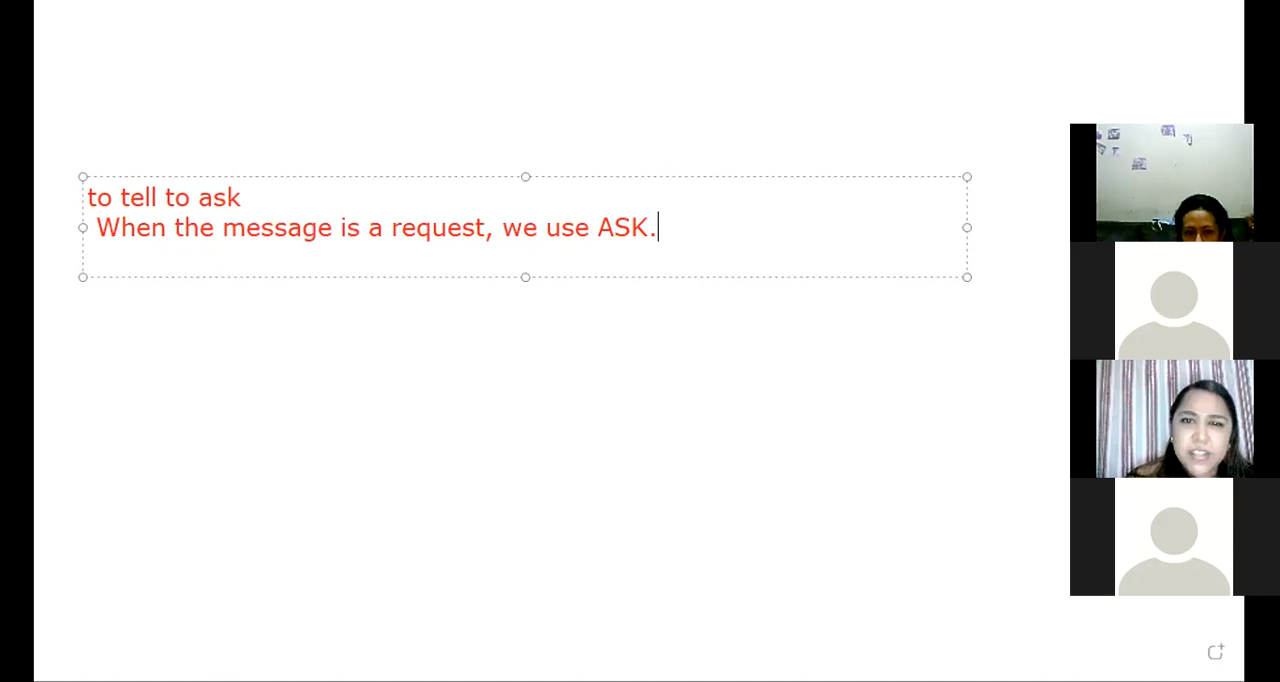 to tell to ask
When the message is a request, we use ASK.